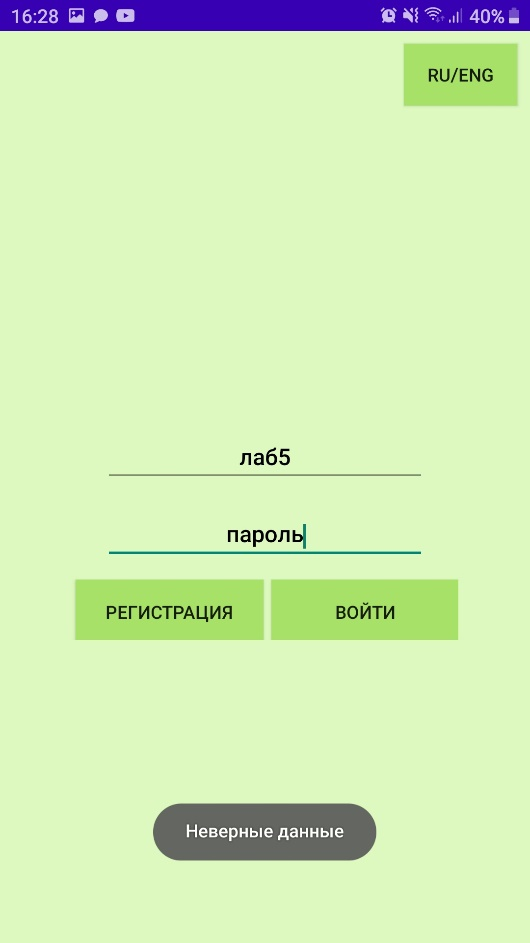 16:28 40%
RU/ENG
лаб5
пароль
РЕГИСТРАЦИЯ ВОЙТИ
Неверные данные